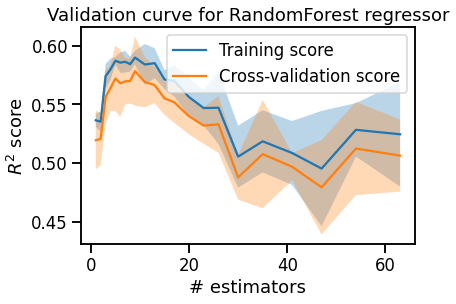 Validation curve for RandomForest regressor
Training score
Cross-validation score
R² score
0.60
0.55
0.50
0.45
0
20
40
60
# estimators